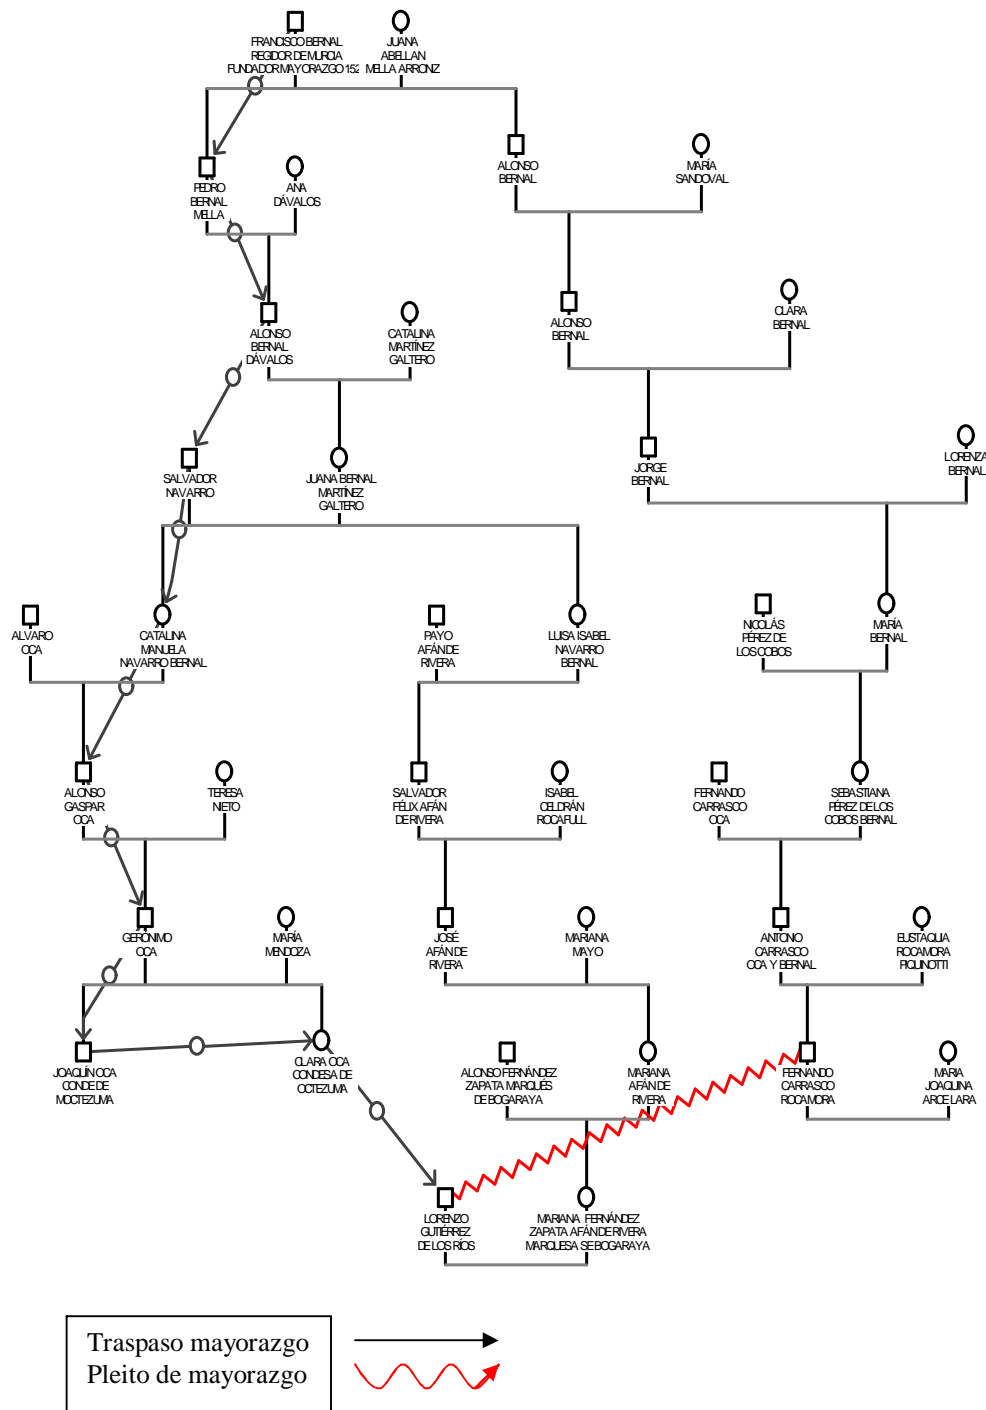 FRANCISCO BERNAL
REGIDOR DE MURCIA
FUNDADOR MAYORAZGO 152
JUANA
ABELLAN
MELLA ARRONIZ
PEDRO
BERNAL
MELLA
ANA
DÁVALOS
ALONSO
BERNAL
MARÍA
SANDOVAL
ALONSO
BERNAL
DÁVALOS
CATALINA
MARTÍNEZ
GALTERO
ALONSO
BERNAL
CLARA
BERNAL
SALVADOR
NAVARRO
JUANA BERNAL
MARTÍNEZ
GALTERO
JORGE
BERNAL
LORENZA
BERNAL
ALVARO
OCA
CATALINA
MANUELA
NAVARRO BERNAL
PAYO
AFÁN DE
RIVERA
LUISA ISABEL
NAVARRO
BERNAL
NICOLÁS
PÉREZ DE
LOS COBOS
MARÍA
BERNAL
ALONSO
GASPAR
OCA
TERESA
NIETO
SALVADOR
FÉLIX AFÁN
DE RIVERA
ISABEL
CELDRÁN
ROCAFULL
FERNANDO
CARRASCO
OCA
SEBASTIANA
PÉREZ DE LOS
COBOS BERNAL
GERÓNIMO
OCA
MARÍA
MENDOZA
JOSÉ
AFÁN DE
RIVERA
MARIANA
MAYO
ANTONIO
CARRASCO
OCA Y BERNAL
EUSTAQUIA
ROCAMORA
PIQUINOTTI
JOAQUÍN OCA
CONDE DE
MOCTEZUMA
CLARA OCA
CONDESA DE
OCTEZUMA
ALONSO FERNÁNDEZ
ZAPATA MARQUÉS
DE BOGARAYA
MARIANA
AFÁN DE
RIVERA
FERNANDO
CARRASCO
ROCAMORA
MARIA
JOAQUINA
ARCE LARA
LORENZO
GUTIÉRREZ
DE LOS RÍOS
MARIANA FERNÁNDEZ
ZAPATA AFÁN DE RIVERA
MARQUESA SE BOGARAYA
Traspaso mayorazgo
Pleito de mayorazgo